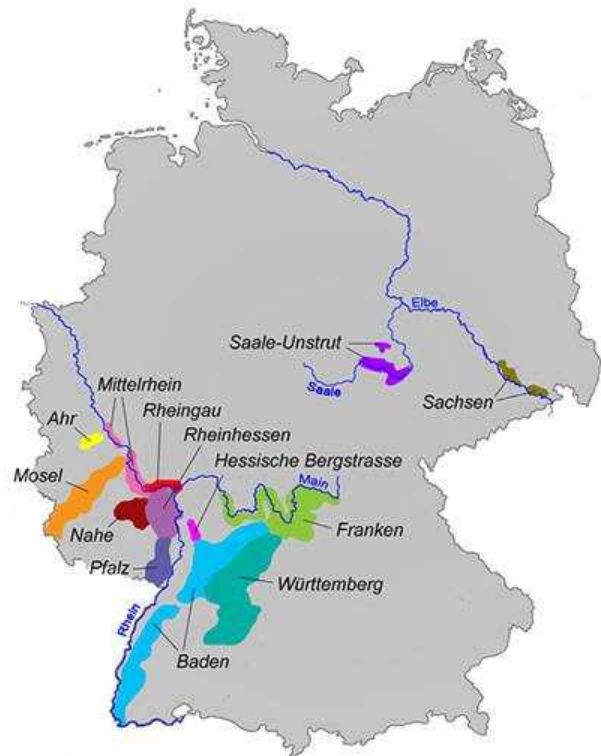 Elbe
Saale-Unstrut
Saale
Sachsen
Mittelrhein
Rheingau
Ahr
Rheinhessen
Hessische Bergstrasse
Mosel
Main
Nahe
Franken
Pfalz
Württemberg
Rhein
Baden